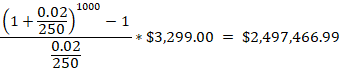 (1 + 0.02/250)^1000 − 1
0.02/250
* $3,299.00 = $2,497,466.99